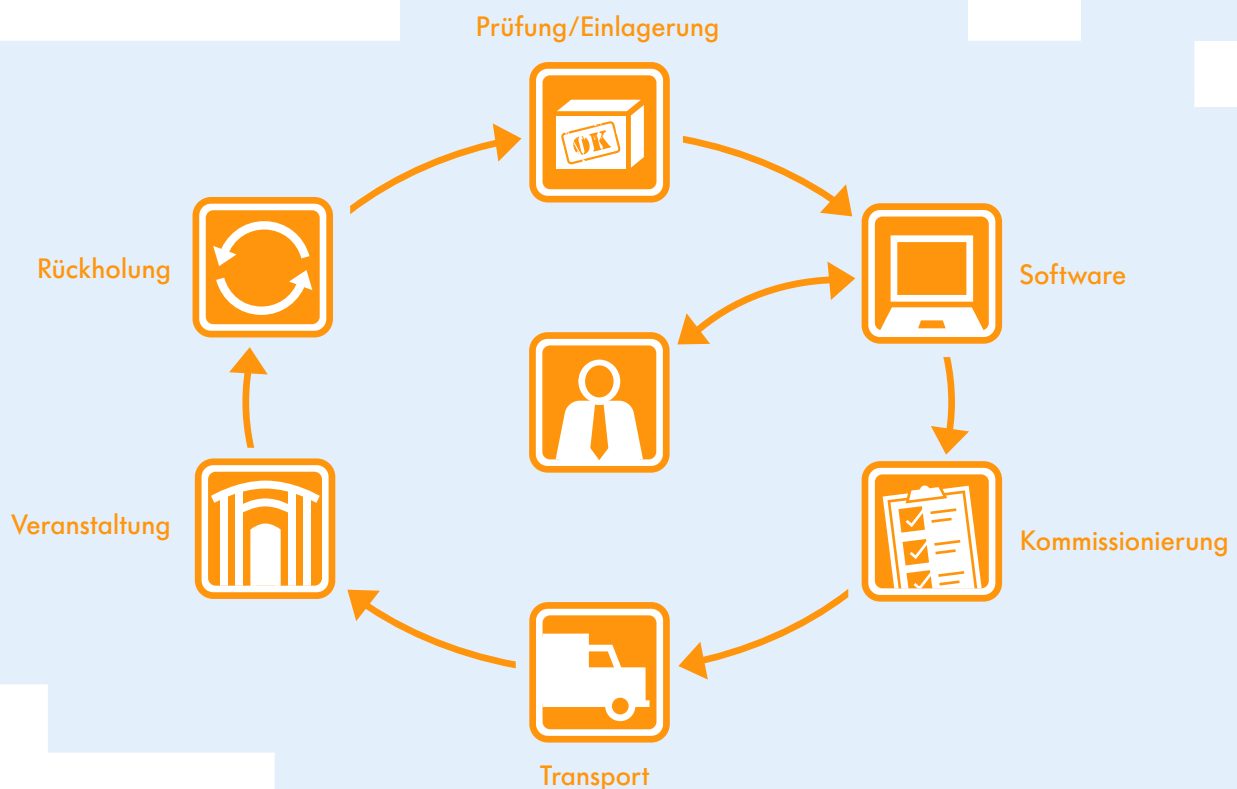 Prüfung/Einlagerung
OK
Rückholung
Software
Veranstaltung
Kommissionierung
Transport